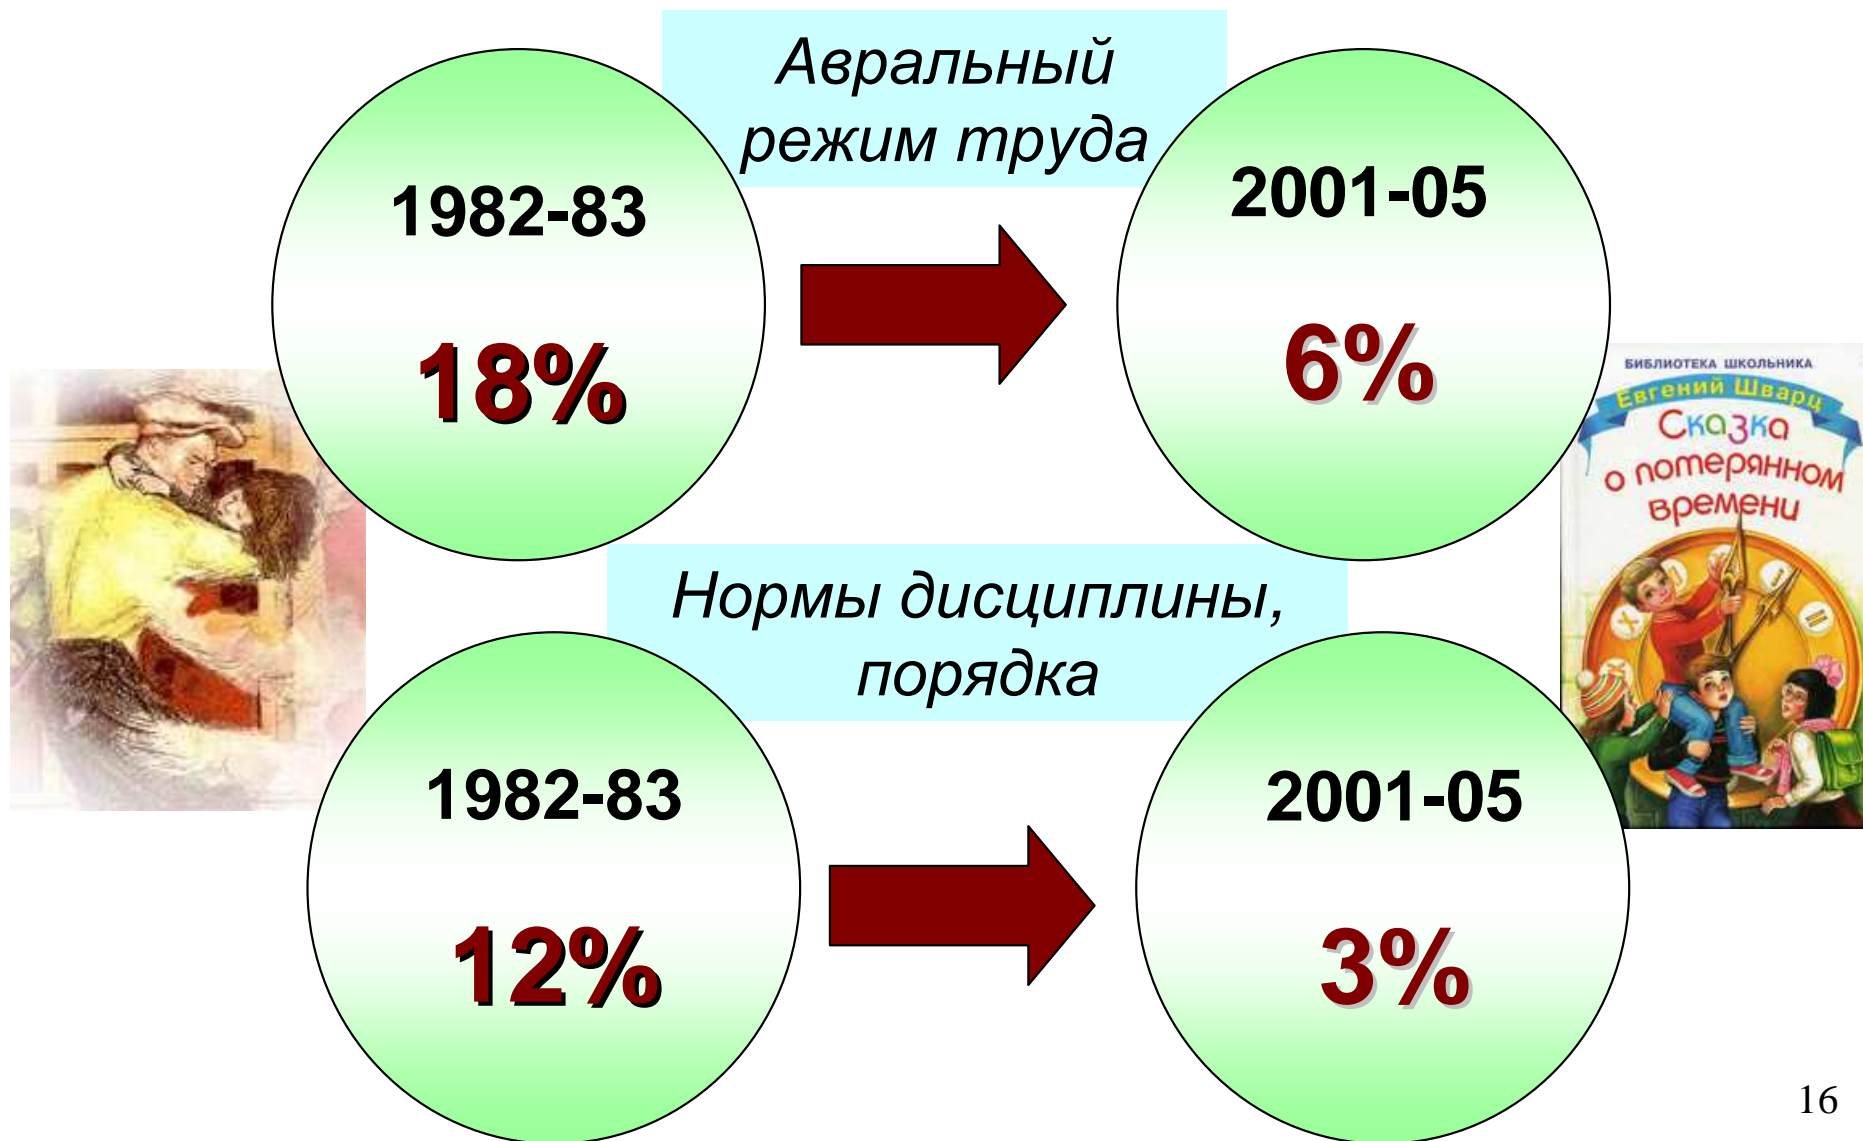 Авральный
режим труда
1982-83
18%
2001-05
6%
БИБЛИОТЕКА ШКОЛЬНИКА
Евгений Шварц
Сказка
о потерянном
времени
Нормы дисциплины,
порядка
1982-83
12%
2001-05
3%
16